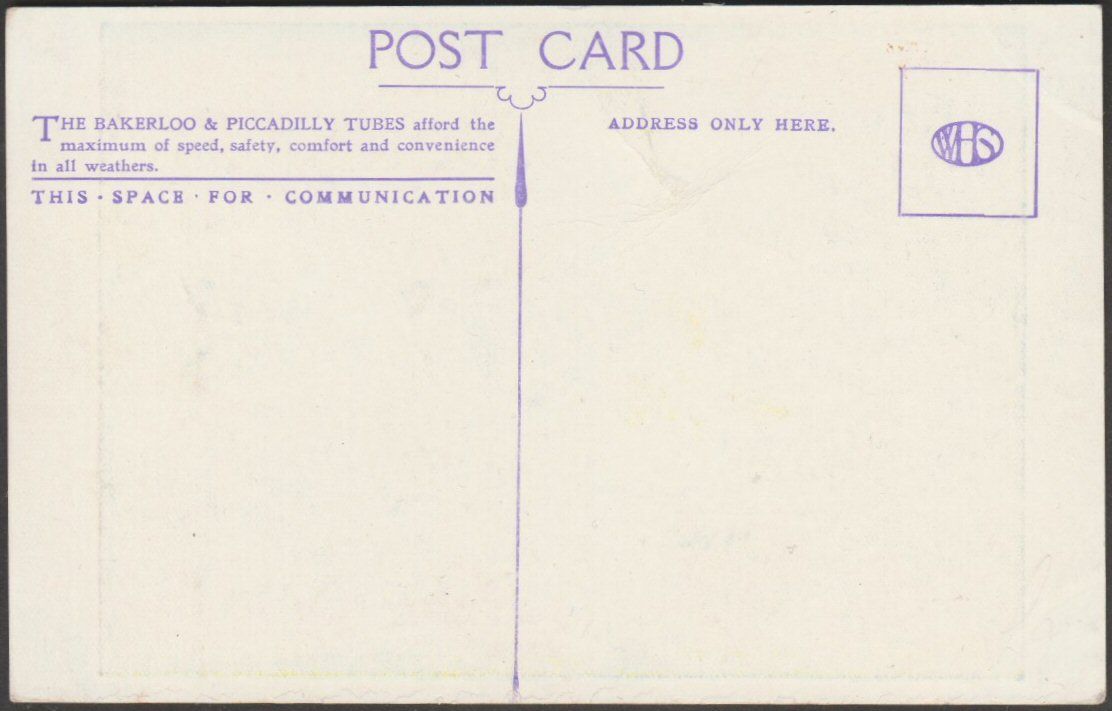 POST CARD
THE BAKERLOO & PICCADILLY TUBES afford the
maximum of speed, safety, comfort and convenience
in all weathers.
THIS · SPACE · FOR · COMMUNICATION
ADDRESS ONLY HERE.
WHS